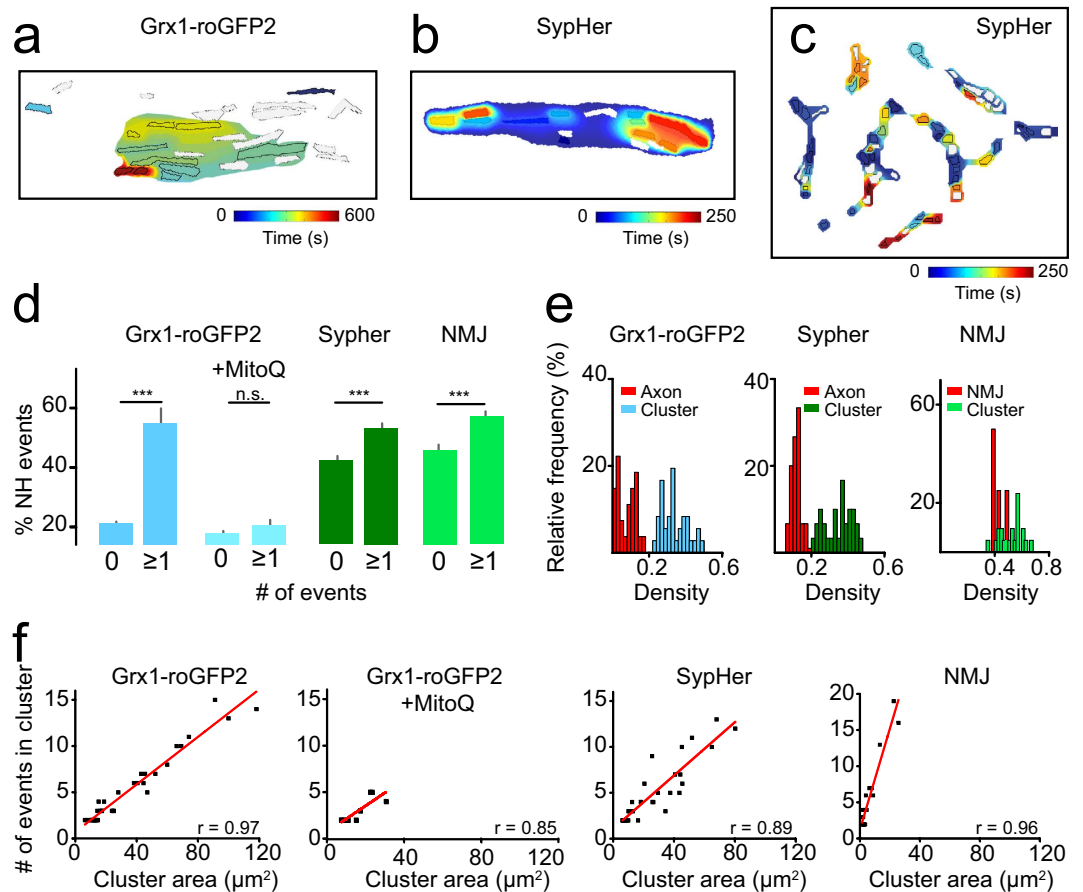 a Grx1-roGFP2
b SypHer
c SypHer
0 600
Time (s)
0 250
Time (s)
0 250
Time (s)
d Grx1-roGFP2 Sypher NMJ
+MitoQ
*** n.s. *** ***
% NH events
60
40
20
0 ≥1 0 ≥1 0 ≥1 0 ≥1
# of events
e Grx1-roGFP2 Sypher NMJ
Relative frequency (%)
40
20
Axon
Cluster
0.2 0.6
Density
40
20
Axon
Cluster
0.2 0.6
Density
60
20
NMJ
Cluster
0.4 0.8
Density
f
# of events in cluster
Grx1-roGFP2
15
10
5
0
r = 0.97
0 40 80 120
Cluster area (µm²)
Grx1-roGFP2
+MitoQ
15
10
5
0
r = 0.85
0 40 80 120
Cluster area (µm²)
SypHer
15
10
5
0
r = 0.89
0 40 80 120
Cluster area (µm²)
NMJ
20
15
10
5
0
r = 0.96
0 40 80 120
Cluster area (µm²)